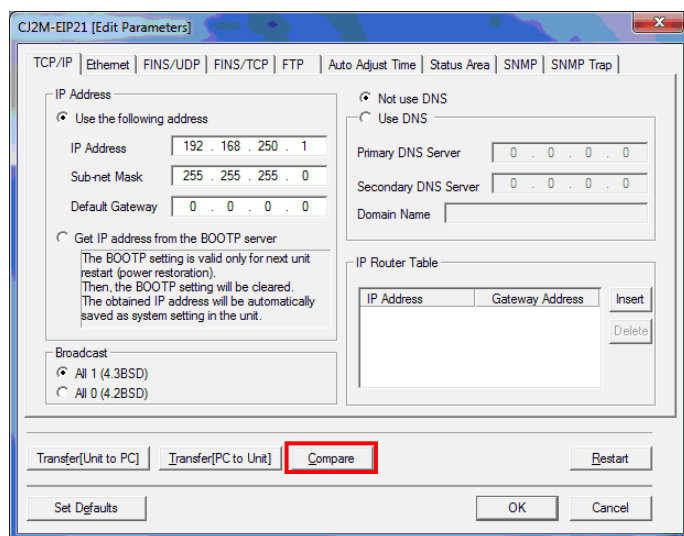 CJ2M-EIP21 [Edit Parameters]
TCP/IP Ethernet FINS/UDP FINS/TCP FTP Auto Adjust Time Status Area SNMP SNMP Trap
IP Address
Use the following address
IP Address 192 . 168 . 250 . 1
Sub-net Mask 255 . 255 . 255 . 0
Default Gateway 0 . 0 . 0 . 0
Get IP address from the BOOTP server
The BOOTP setting is valid only for next unit
restart (power restoration).
Then, the BOOTP setting will be cleared.
The obtained IP address will be automatically
saved as system setting in the unit.
Broadcast
All 1 (4.3BSD)
All 0 (4.2BSD)
Not use DNS
Use DNS
Primary DNS Server 0 . 0 . 0 . 0
Secondary DNS Server 0 . 0 . 0 . 0
Domain Name
IP Router Table
IP Address Gateway Address Insert
Delete
Transfer[Unit to PC] Transfer[PC to Unit] Compare Restart
Set Defaults OK Cancel